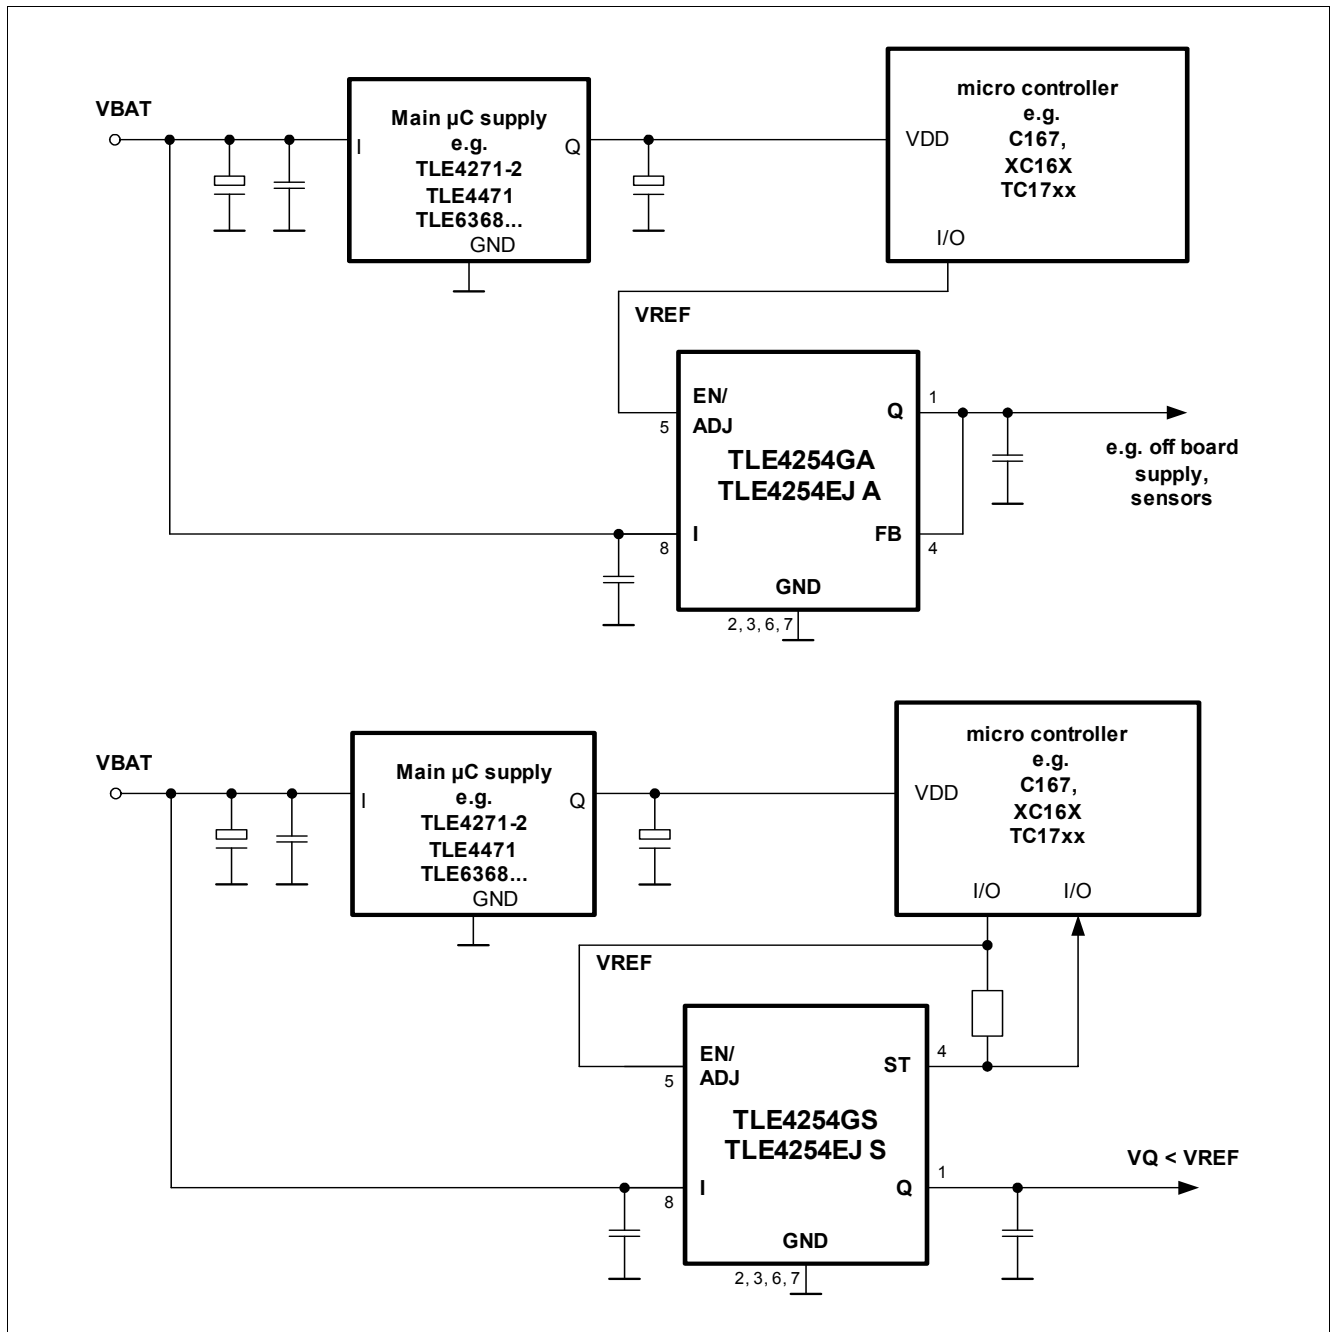 VBAT
I
Main µC supply
e.g.
TLE4271-2
TLE4471
TLE6368...
GND
Q
micro controller
e.g.
C167,
XC16X
TC17xx
VDD
I/O
VREF
EN/
ADJ
5
Q
1
TLE4254GA
TLE4254EJ A
I
8
FB
4
GND
2, 3, 6, 7
e.g. off board
supply,
sensors
VBAT
I
Main µC supply
e.g.
TLE4271-2
TLE4471
TLE6368...
GND
Q
micro controller
e.g.
C167,
XC16X
TC17xx
VDD
I/O
I/O
VREF
EN/
ADJ
5
ST
4
TLE4254GS
TLE4254EJ S
I
8
Q
1
GND
2, 3, 6, 7
VQ < VREF